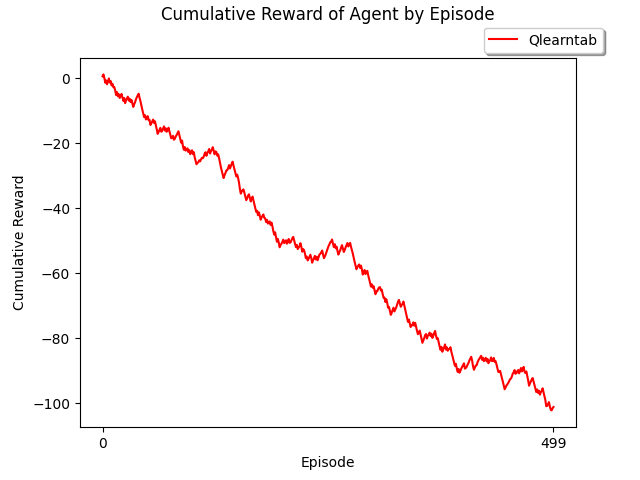 Cumulative Reward of Agent by Episode
Qlearntab
0
−20
−40
−60
−80
−100
Cumulative Reward
0
499
Episode